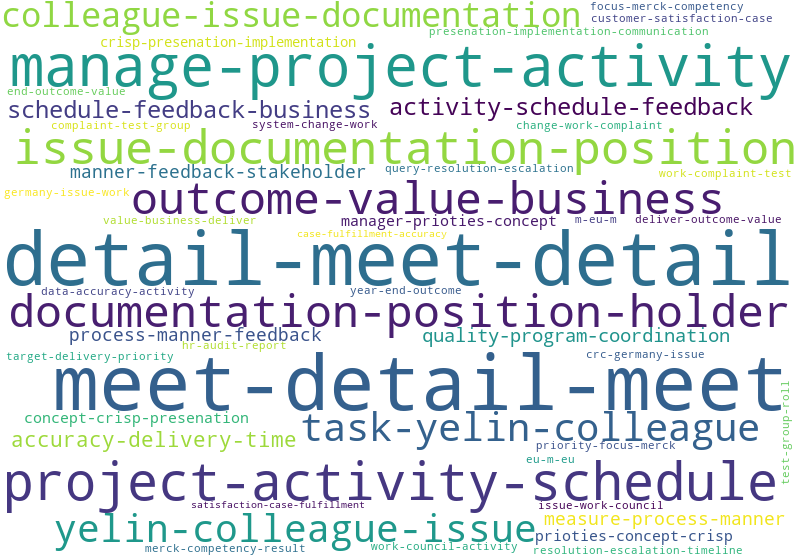 colleague-issue-documentation
focus-merck-competency
customer-satisfaction-case
presenation-implementation-communication
crisp-presenation-implementation
manage-project-activity
end-outcome-value
schedule-feedback-business
activity-schedule-feedback
complaint-test-group
system-change-work
change-work-complaint
issue-documentation-position
manner-feedback-stakeholder
query-resolution-escalation
work-complaint-test
germany-issue-work
outcome-value-business
value-business-deliver
manager-prioties-concept
m-eu-m
deliver-outcome-value
case-fulfillment-accuracy
detail-meet-detail
data-accuracy-activity
year-end-outcome
documentation-position-holder
process-manner-feedback
quality-program-coordination
hr-audit-report
target-delivery-priority
crc-germany-issue
meet-detail-meet
test-group-roll
concept-crisp-presenation
task-yelin-colleague
accuracy-delivery-time
priority-focus-merck
eu-m-eu
project-activity-schedule
satisfaction-case-fulfillment
issue-work-council
yelin-colleague-issue
measure-process-manner
prioties-concept-crisp
merck-competency-result
work-council-activity
resolution-escalation-timeline